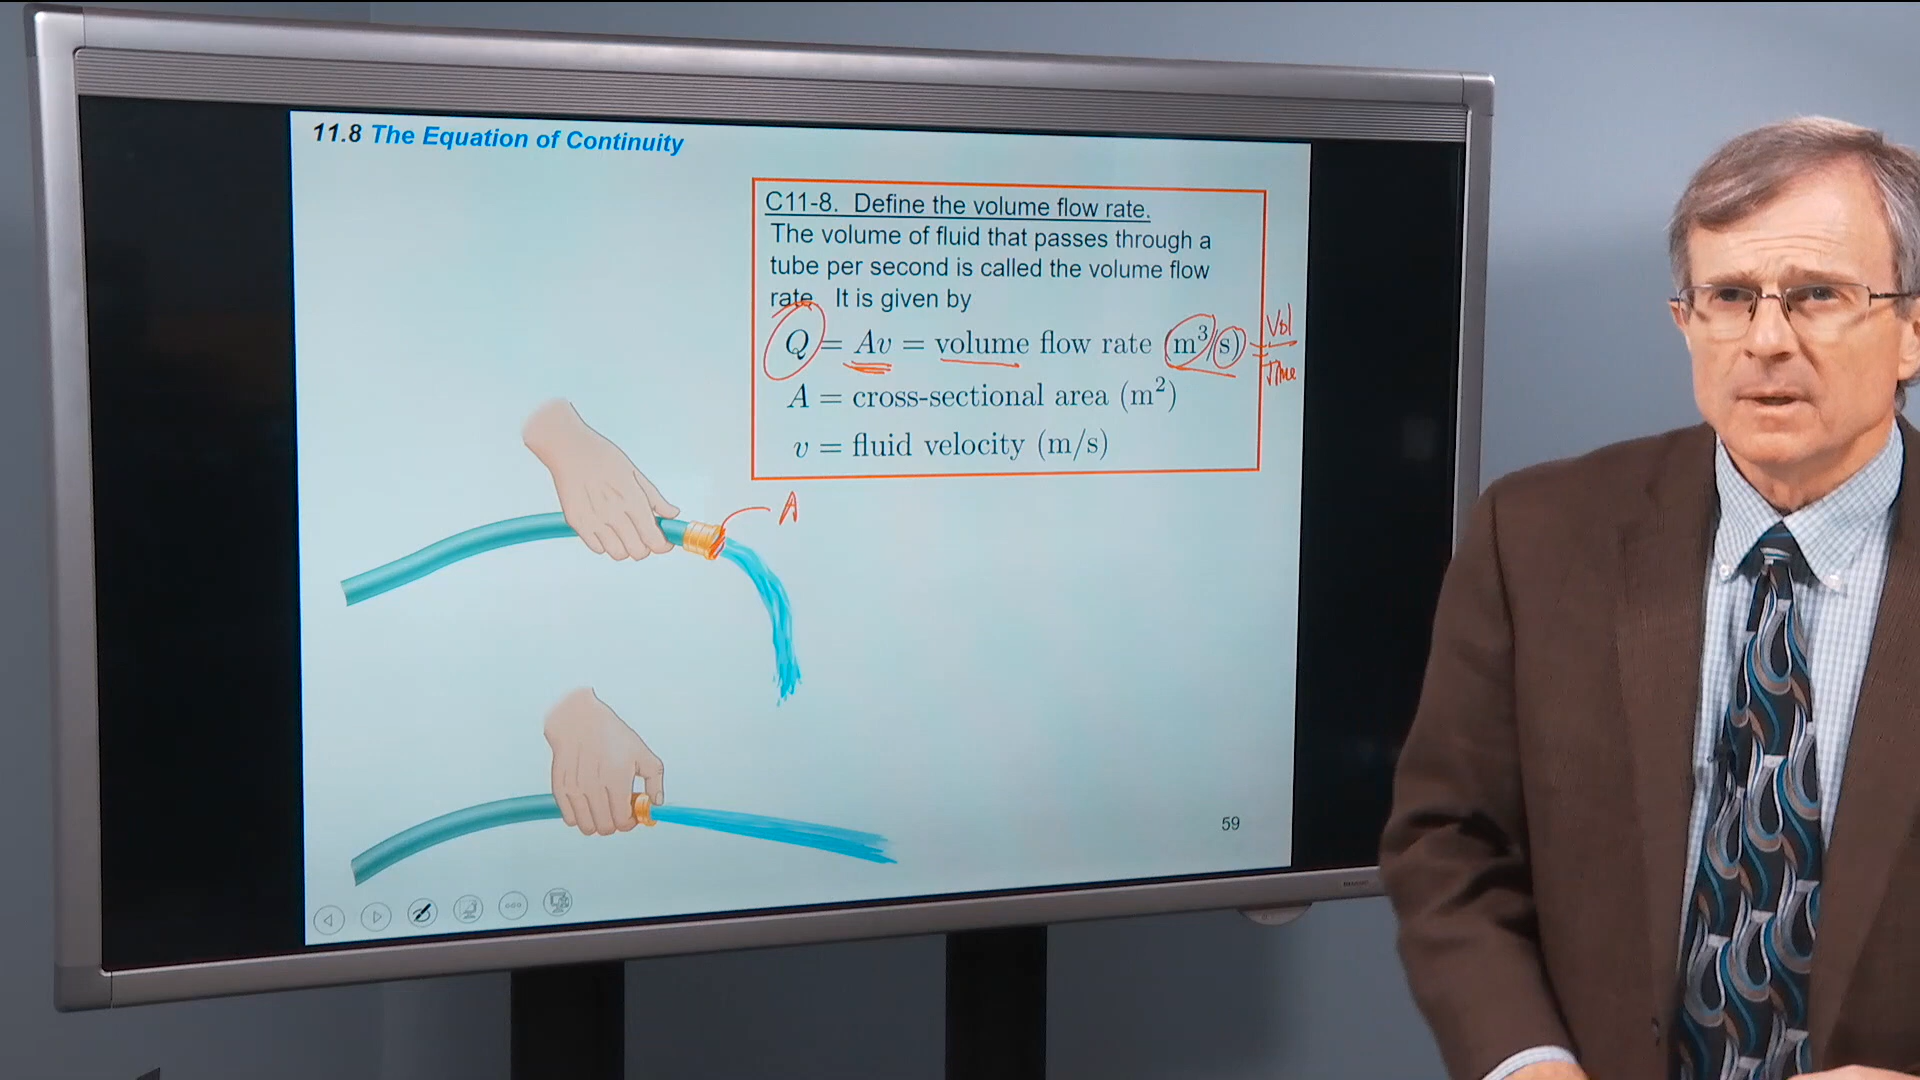 11.8 The Equation of Continuity
C11-8. Define the volume flow rate.
The volume of fluid that passes through a
tube per second is called the volume flow
rate. It is given by
Q = Av = volume flow rate (m³/s) = Vol
Time
A = cross-sectional area (m²)
v = fluid velocity (m/s)
A
59